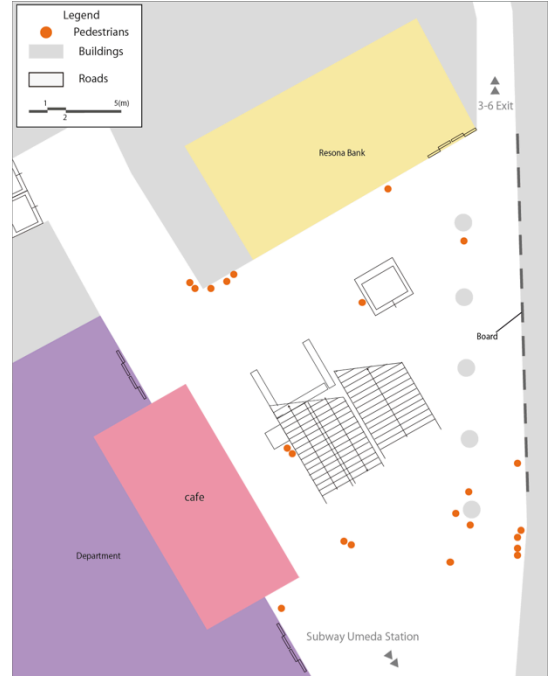 Legend
Pedestrians
Buildings
Roads
1 5(m)
2
3-6 Exit
Resona Bank
Board
cafe
Department
Subway Umeda Station